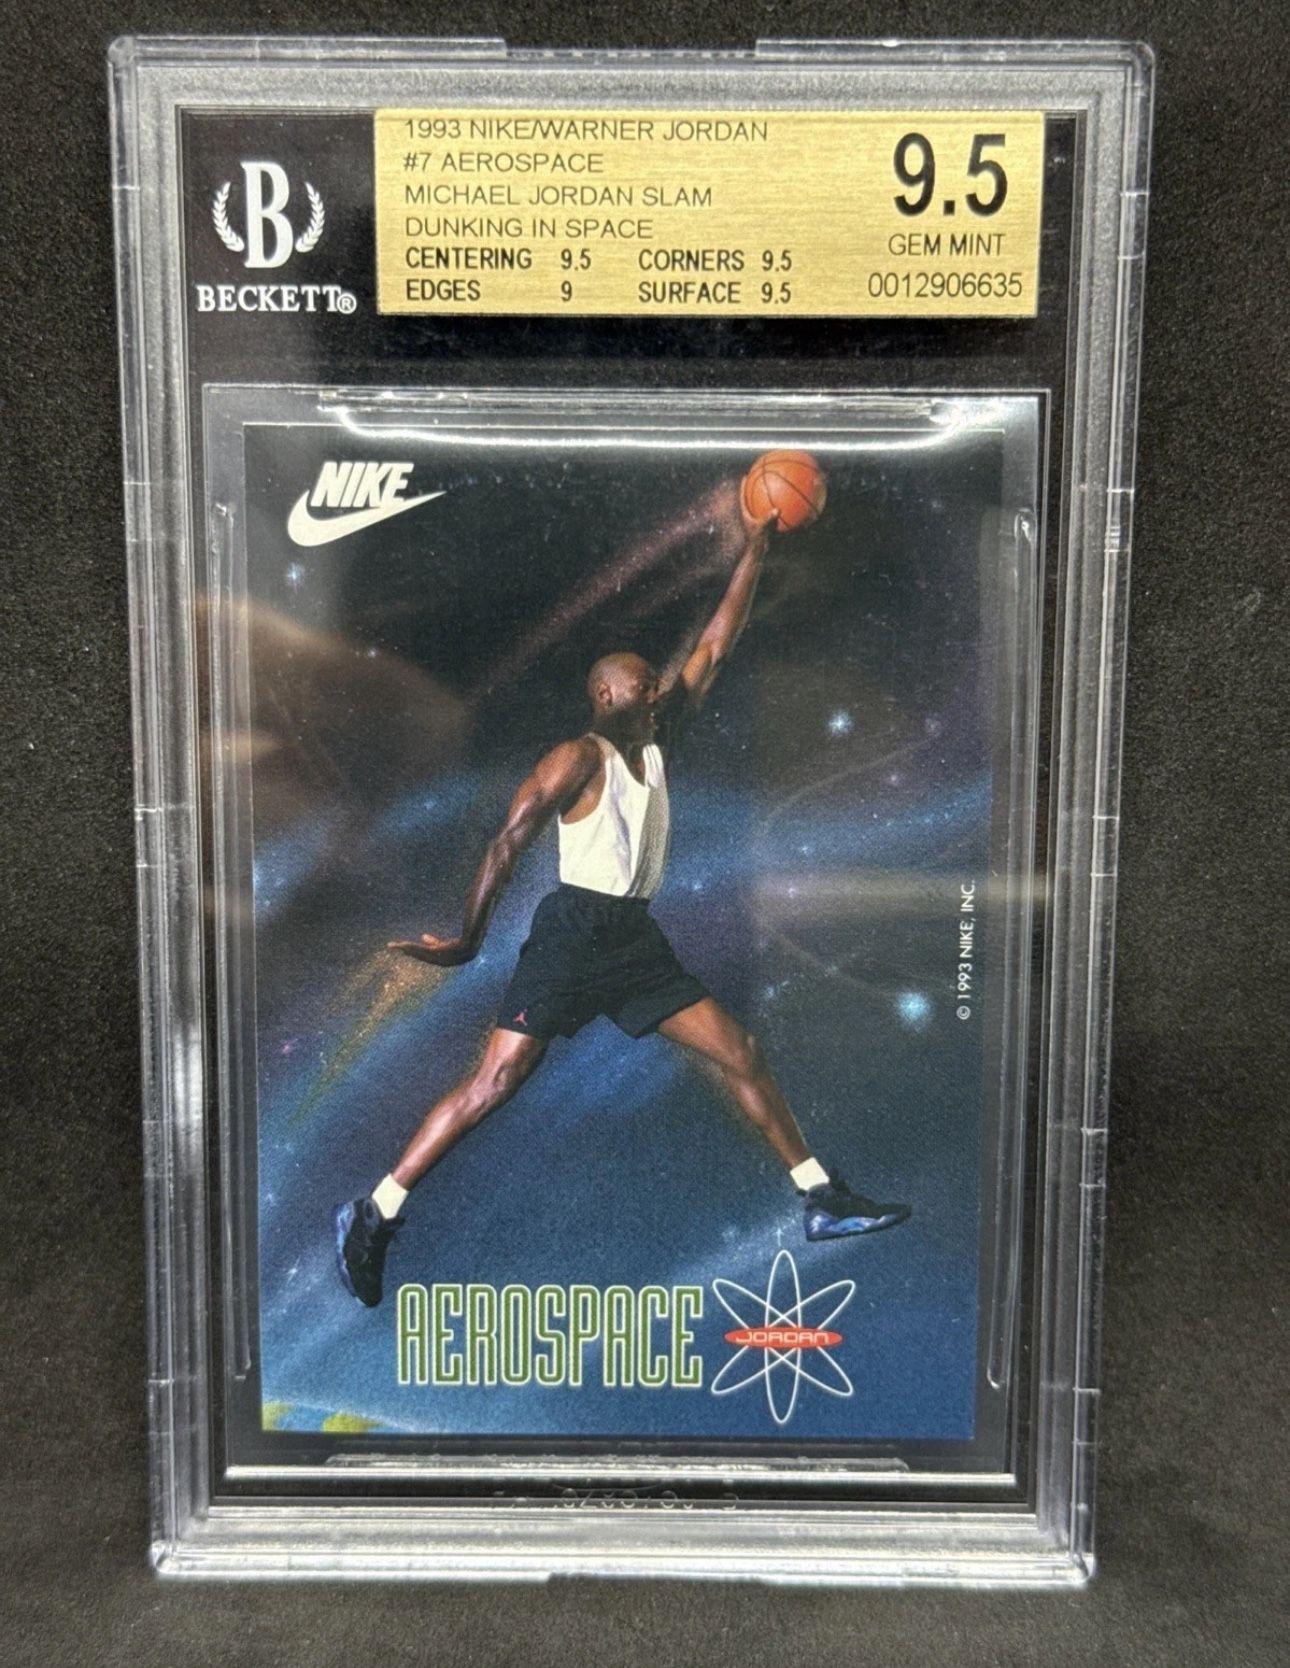 1993 NIKE/WARNER JORDAN
#7 AEROSPACE
MICHAEL JORDAN SLAM
DUNKING IN SPACE
CENTERING 9.5 CORNERS 9.5
EDGES 9 SURFACE 9.5
9.5
GEM MINT
0012906635
B
BECKETT®
NIKE
© 1993 NIKE, INC.
AEROSPACE
JORDAN